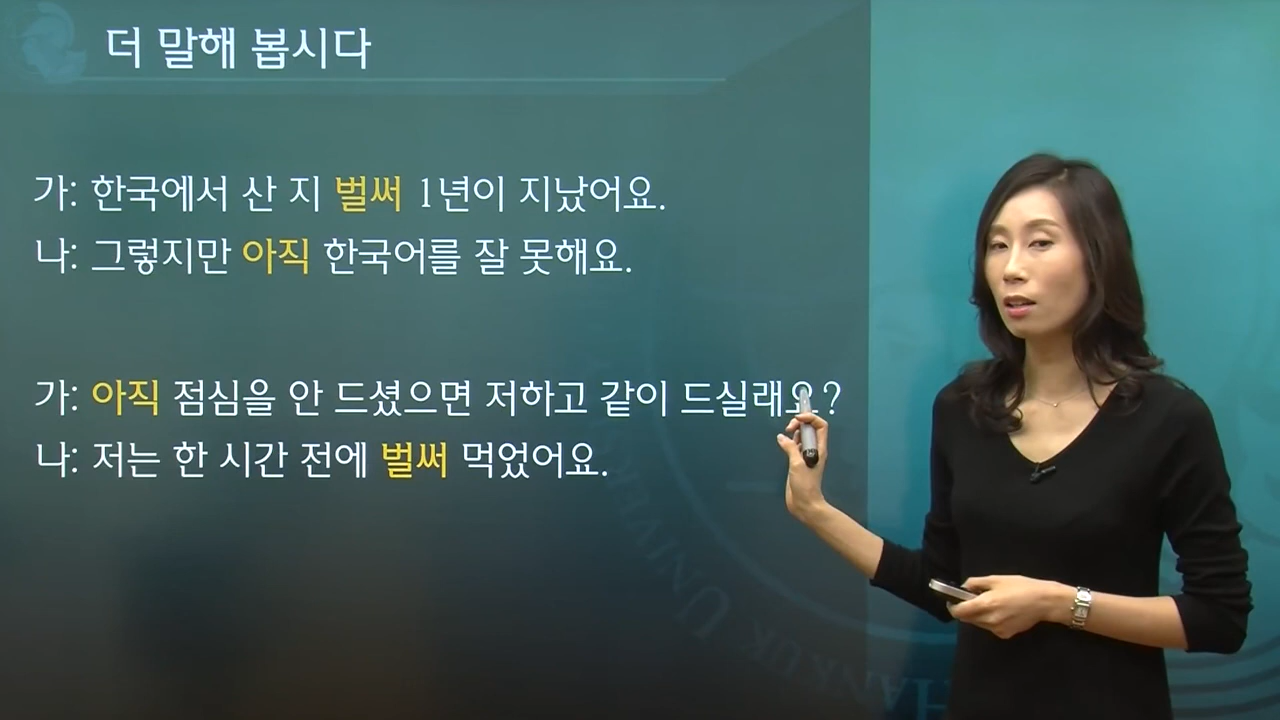 더 말해 봅시다
가: 한국에서 산 지 벌써 1년이 지났어요.
나: 그렇지만 아직 한국어를 잘 못해요.
가: 아직 점심을 안 드셨으면 저하고 같이 드실래요?
나: 저는 한 시간 전에 벌써 먹었어요.
HANKUK UNIVER